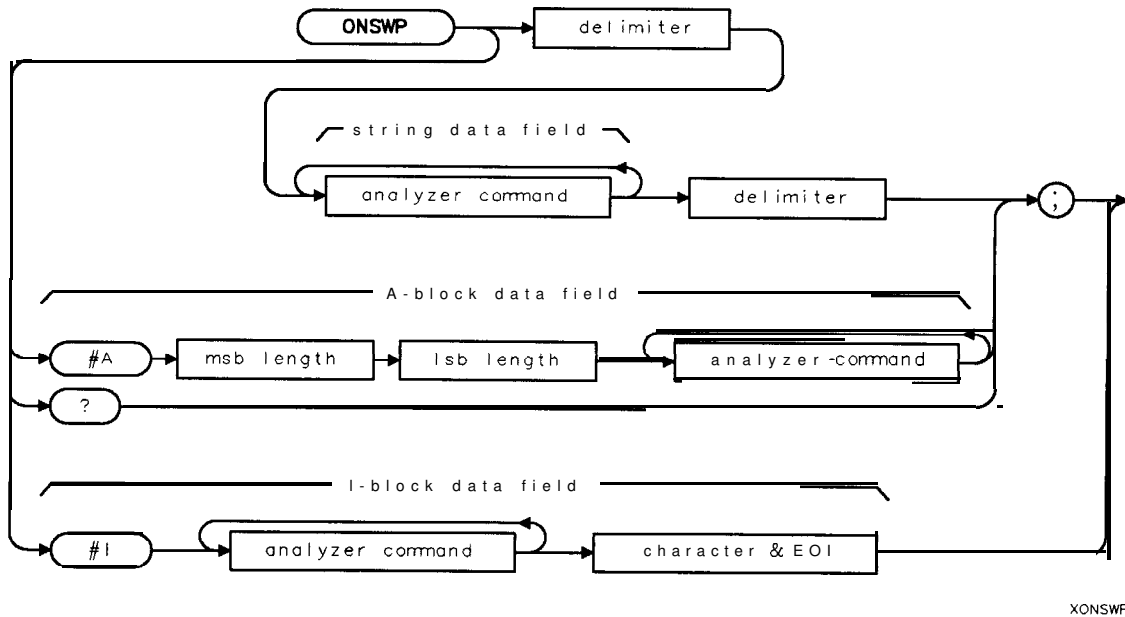 ONSWP delimiter
string data field
analyzer command delimiter ;
A-block data field
#A msb length lsb length analyzer-command
?
I-block data field
#I analyzer command character & EOI
XONSWP